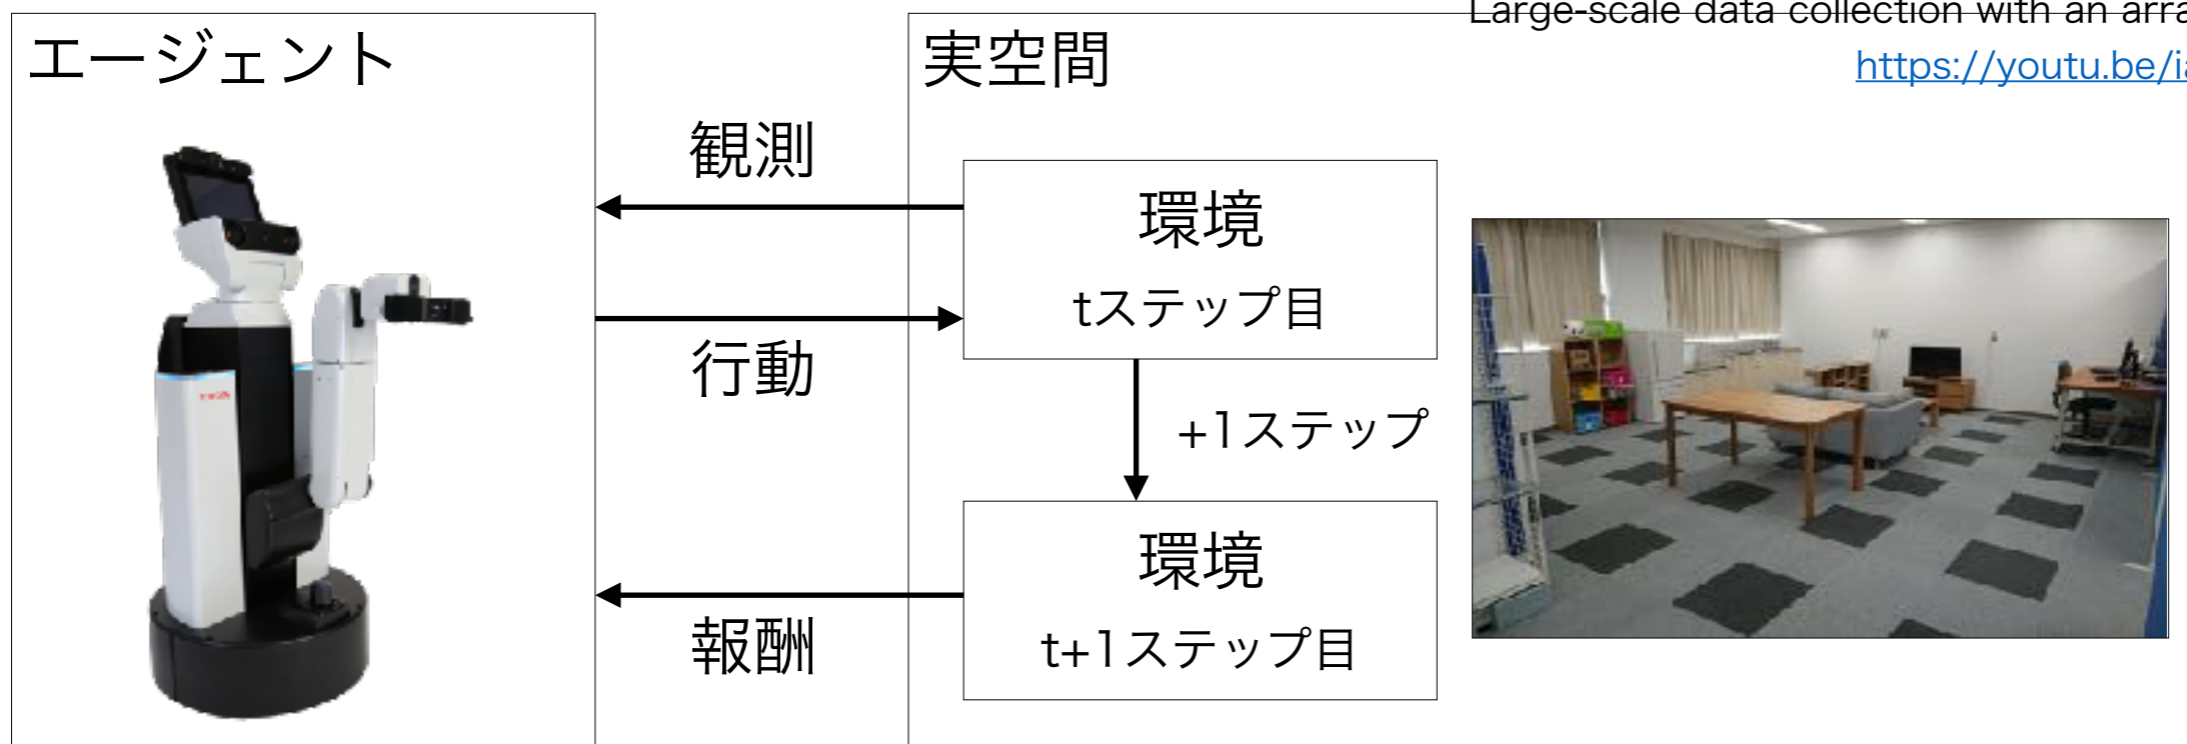 Large-scale data collection with an arra
https://youtu.be/ia
エージェント
実空間
観測
環境
tステップ目
行動
+1ステップ
環境
t+1ステップ目
報酬